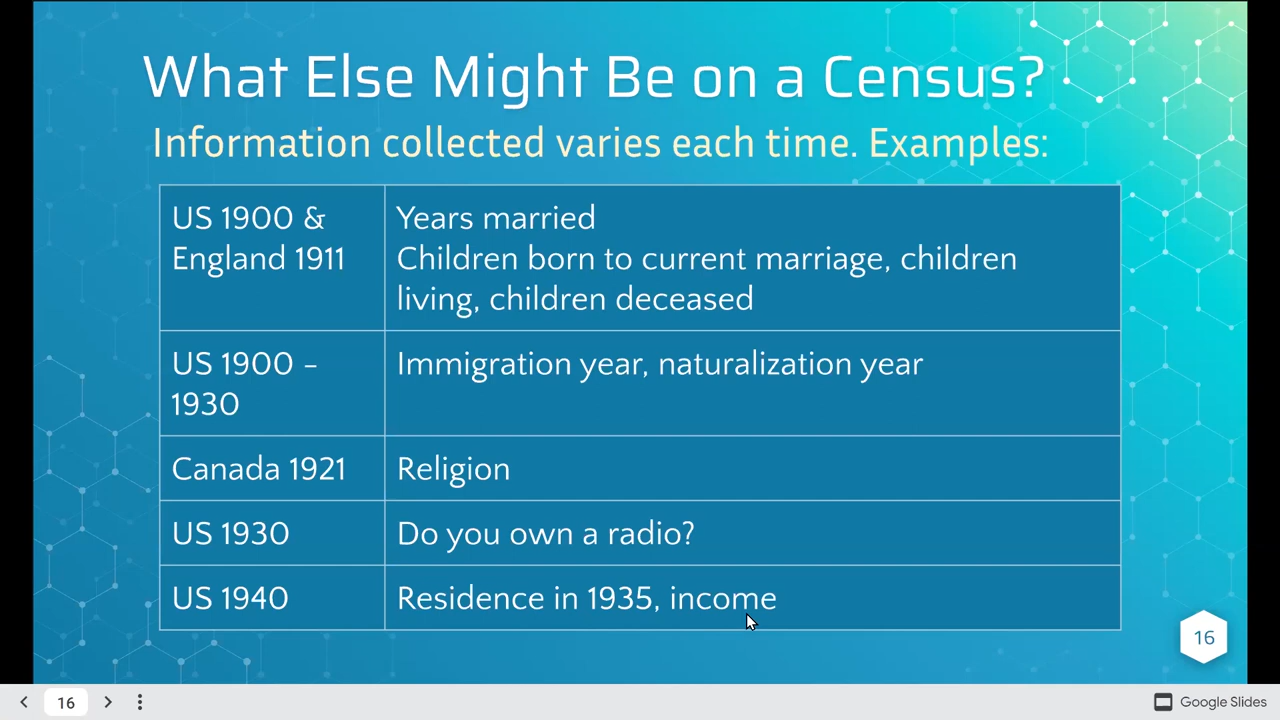 What Else Might Be on a Census?
Information collected varies each time. Examples:
US 1900 &
England 1911
Years married
Children born to current marriage, children
living, children deceased
US 1900 –
1930
Immigration year, naturalization year
Canada 1921
Religion
US 1930
Do you own a radio?
US 1940
Residence in 1935, income
16
16
Google Slides